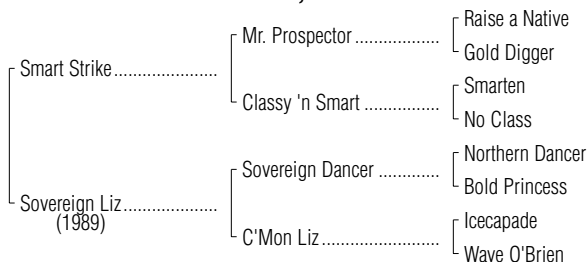 Raise a Native
Mr. Prospector ..................
Gold Digger
Smart Strike......................
Smarten
Classy 'n Smart ................
No Class
Northern Dancer
Sovereign Dancer .............
Bold Princess
Sovereign Liz....................
(1989)
Icecapade
C'Mon Liz.........................
Wave O'Brien